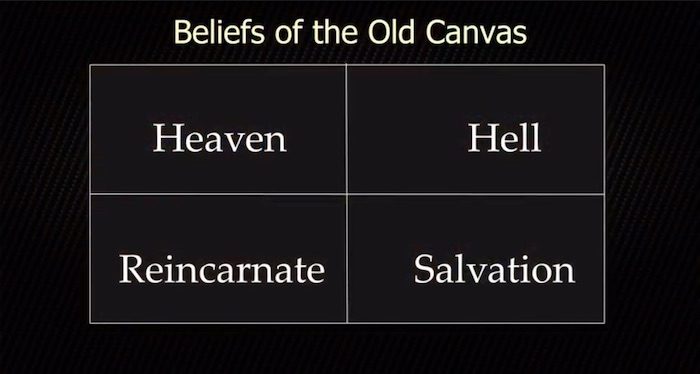 Beliefs of the Old Canvas
Heaven
Hell
Reincarnate
Salvation